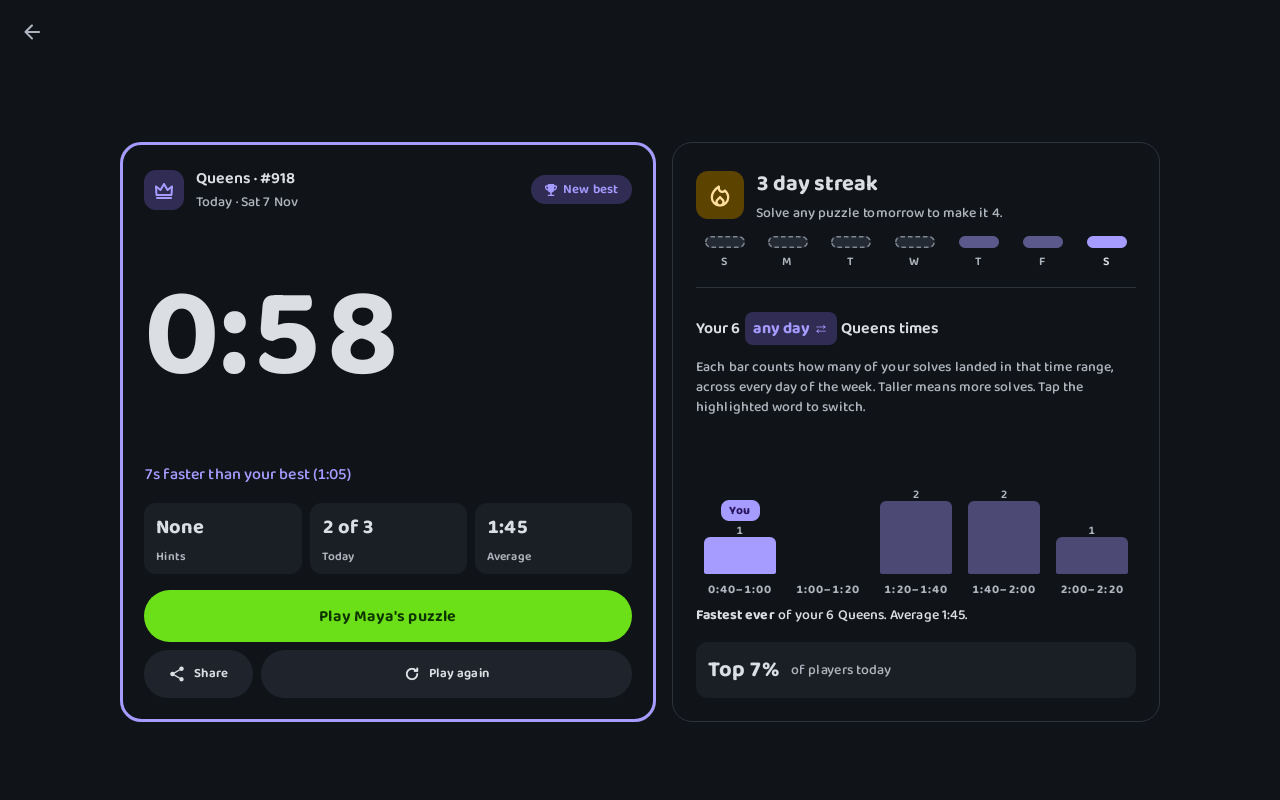 Queens · #918
Today · Sat 7 Nov
New best
0:58
7s faster than your best (1:05)
None
Hints
2 of 3
Today
1:45
Average
Play Maya's puzzle
Share
Play again
3 day streak
Solve any puzzle tomorrow to make it 4.
S M T W T F S
Your 6 any day Queens times
Each bar counts how many of your solves landed in that time range,
across every day of the week. Taller means more solves. Tap the
highlighted word to switch.
You
1 2 2 1
0:40–1:00 1:00–1:20 1:20–1:40 1:40–2:00 2:00–2:20
Fastest ever of your 6 Queens. Average 1:45.
Top 7% of players today